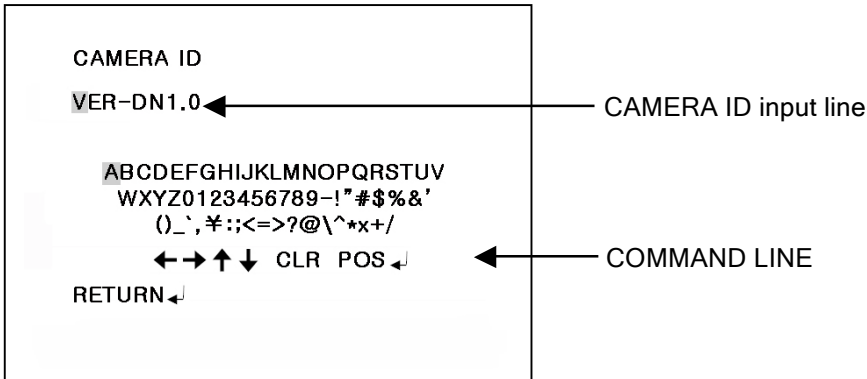 CAMERA ID
VER-DN1.0
CAMERA ID input line
ABCDEFGHIJKLMNOPQRSTUV
WXYZ0123456789-!"#$%&'
()_`,¥:;<=>?@\^*x+/
←→↑↓ CLR POS↲
COMMAND LINE
RETURN↲